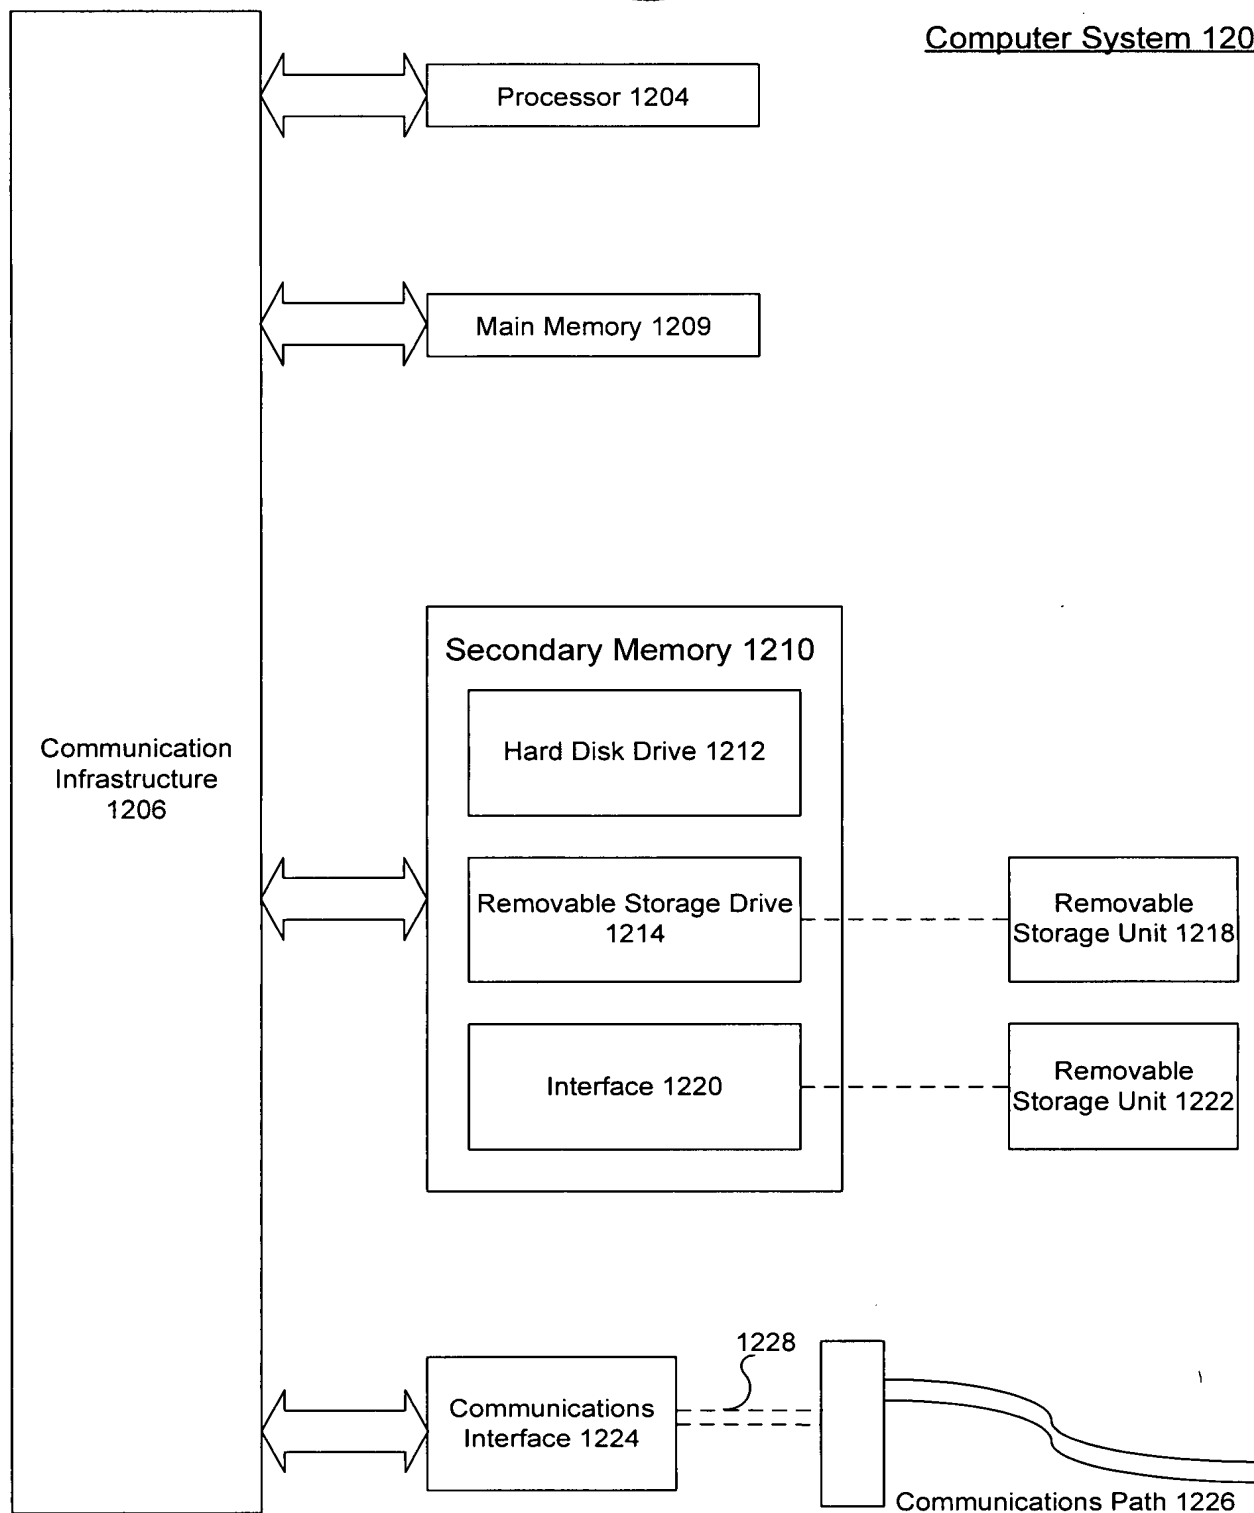 Computer System 120
Processor 1204
Main Memory 1209
Secondary Memory 1210
Hard Disk Drive 1212
Communication
Infrastructure
1206
Removable Storage Drive
1214
Removable
Storage Unit 1218
Interface 1220
Removable
Storage Unit 1222
1228
Communications
Interface 1224
Communications Path 1226